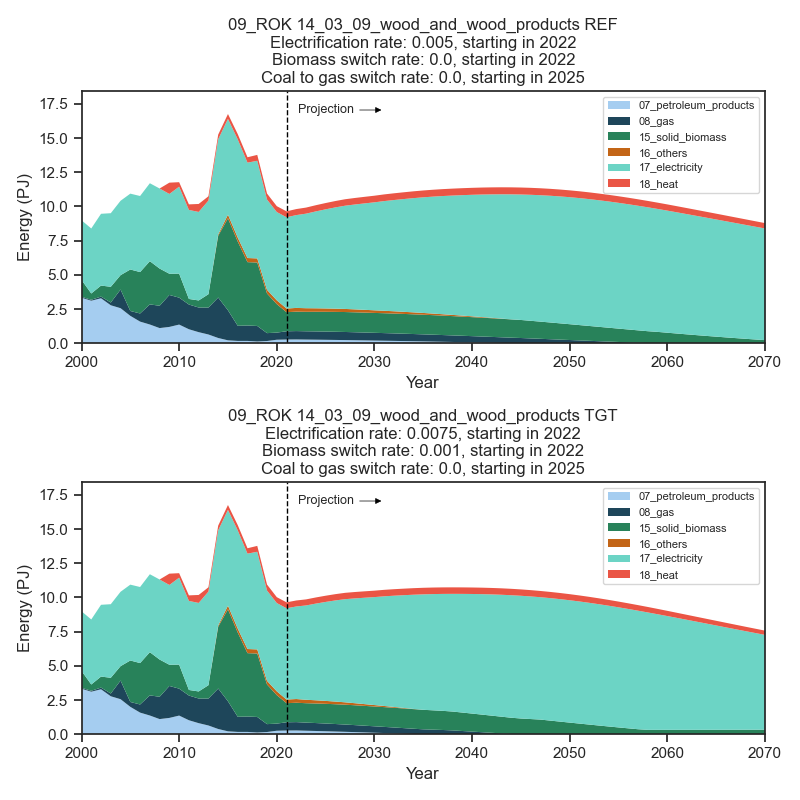 09_ROK 14_03_09_wood_and_wood_products REF
Electrification rate: 0.005, starting in 2022
Biomass switch rate: 0.0, starting in 2022
Coal to gas switch rate: 0.0, starting in 2025
17.5
15.0
12.5
10.0
7.5
5.0
2.5
0.0
Energy (PJ)
Projection
07_petroleum_products
08_gas
15_solid_biomass
16_others
17_electricity
18_heat
2000 2010 2020 2030 2040 2050 2060 2070
Year
09_ROK 14_03_09_wood_and_wood_products TGT
Electrification rate: 0.0075, starting in 2022
Biomass switch rate: 0.001, starting in 2022
Coal to gas switch rate: 0.0, starting in 2025
17.5
15.0
12.5
10.0
7.5
5.0
2.5
0.0
Energy (PJ)
Projection
07_petroleum_products
08_gas
15_solid_biomass
16_others
17_electricity
18_heat
2000 2010 2020 2030 2040 2050 2060 2070
Year